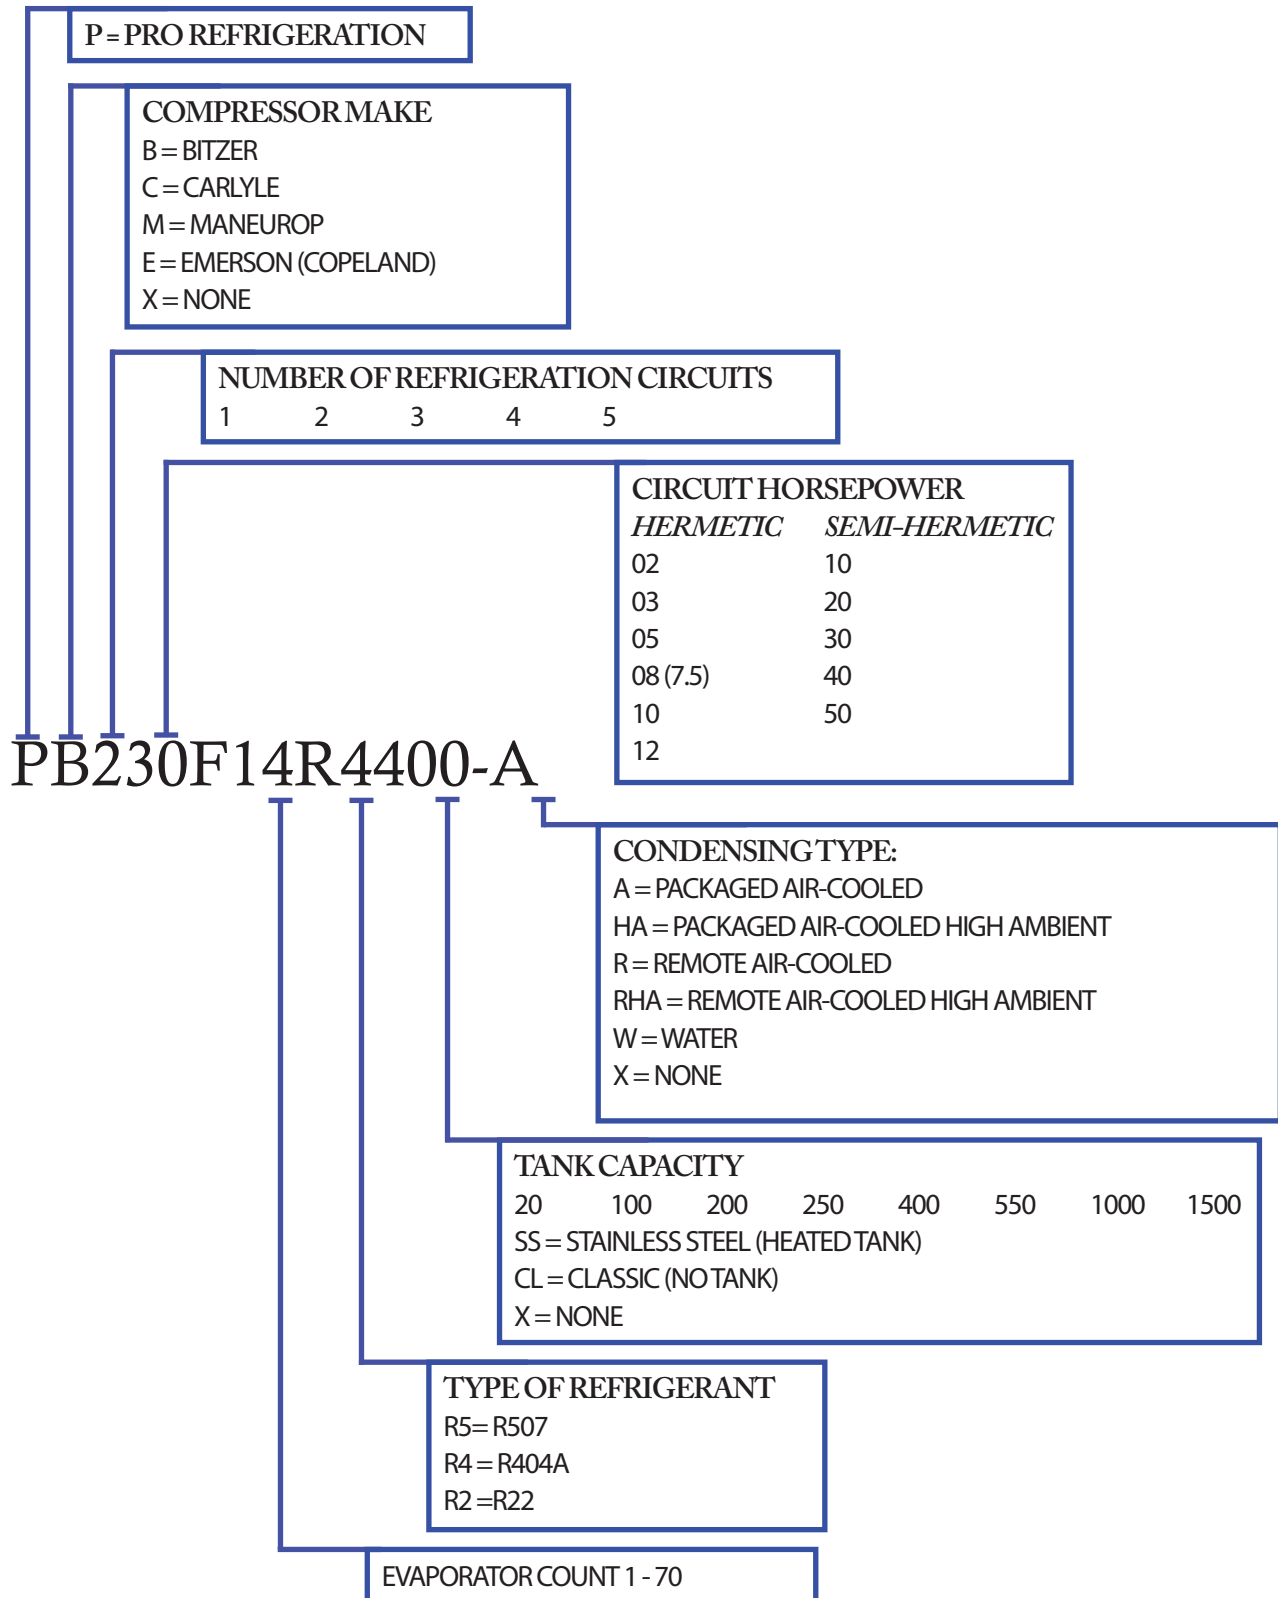 P = PRO REFRIGERATION
COMPRESSOR MAKE
B = BITZER
C = CARLYLE
M = MANEUROP
E = EMERSON (COPELAND)
X = NONE
NUMBER OF REFRIGERATION CIRCUITS
1 2 3 4 5
CIRCUIT HORSEPOWER
HERMETIC SEMI-HERMETIC
02 10
03 20
05 30
08 (7.5) 40
10 50
12
PB230F14R4400-A
CONDENSING TYPE:
A = PACKAGED AIR-COOLED
HA = PACKAGED AIR-COOLED HIGH AMBIENT
R = REMOTE AIR-COOLED
RHA = REMOTE AIR-COOLED HIGH AMBIENT
W = WATER
X = NONE
TANK CAPACITY
20 100 200 250 400 550 1000 1500
SS = STAINLESS STEEL (HEATED TANK)
CL = CLASSIC (NO TANK)
X = NONE
TYPE OF REFRIGERANT
R5= R507
R4 = R404A
R2 =R22
EVAPORATOR COUNT 1 - 70